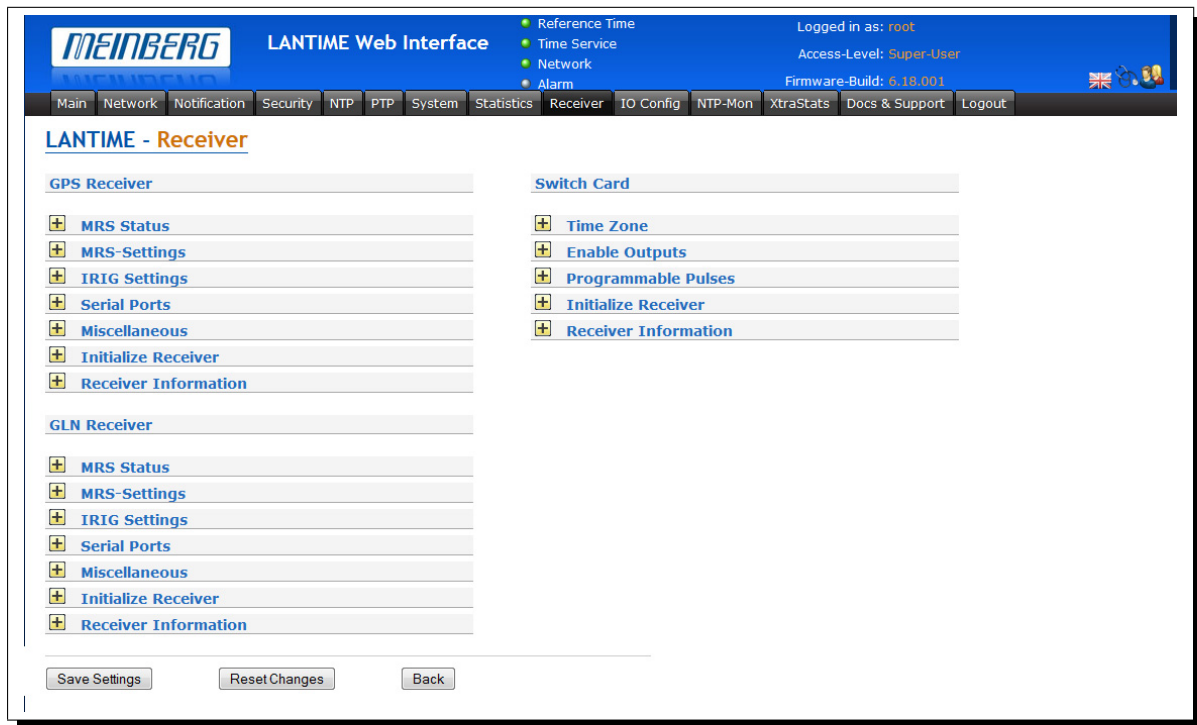 MEINBERG
LANTIME Web Interface
Reference Time
Time Service
Network
Alarm
Logged in as: root
Access-Level: Super-User
Firmware-Build: 6.18.001
Main Network Notification Security NTP PTP System Statistics Receiver IO Config NTP-Mon XtraStats Docs & Support Logout
LANTIME - Receiver
GPS Receiver
MRS Status
MRS-Settings
IRIG Settings
Serial Ports
Miscellaneous
Initialize Receiver
Receiver Information
GLN Receiver
MRS Status
MRS-Settings
IRIG Settings
Serial Ports
Miscellaneous
Initialize Receiver
Receiver Information
Switch Card
Time Zone
Enable Outputs
Programmable Pulses
Initialize Receiver
Receiver Information
Save Settings Reset Changes Back